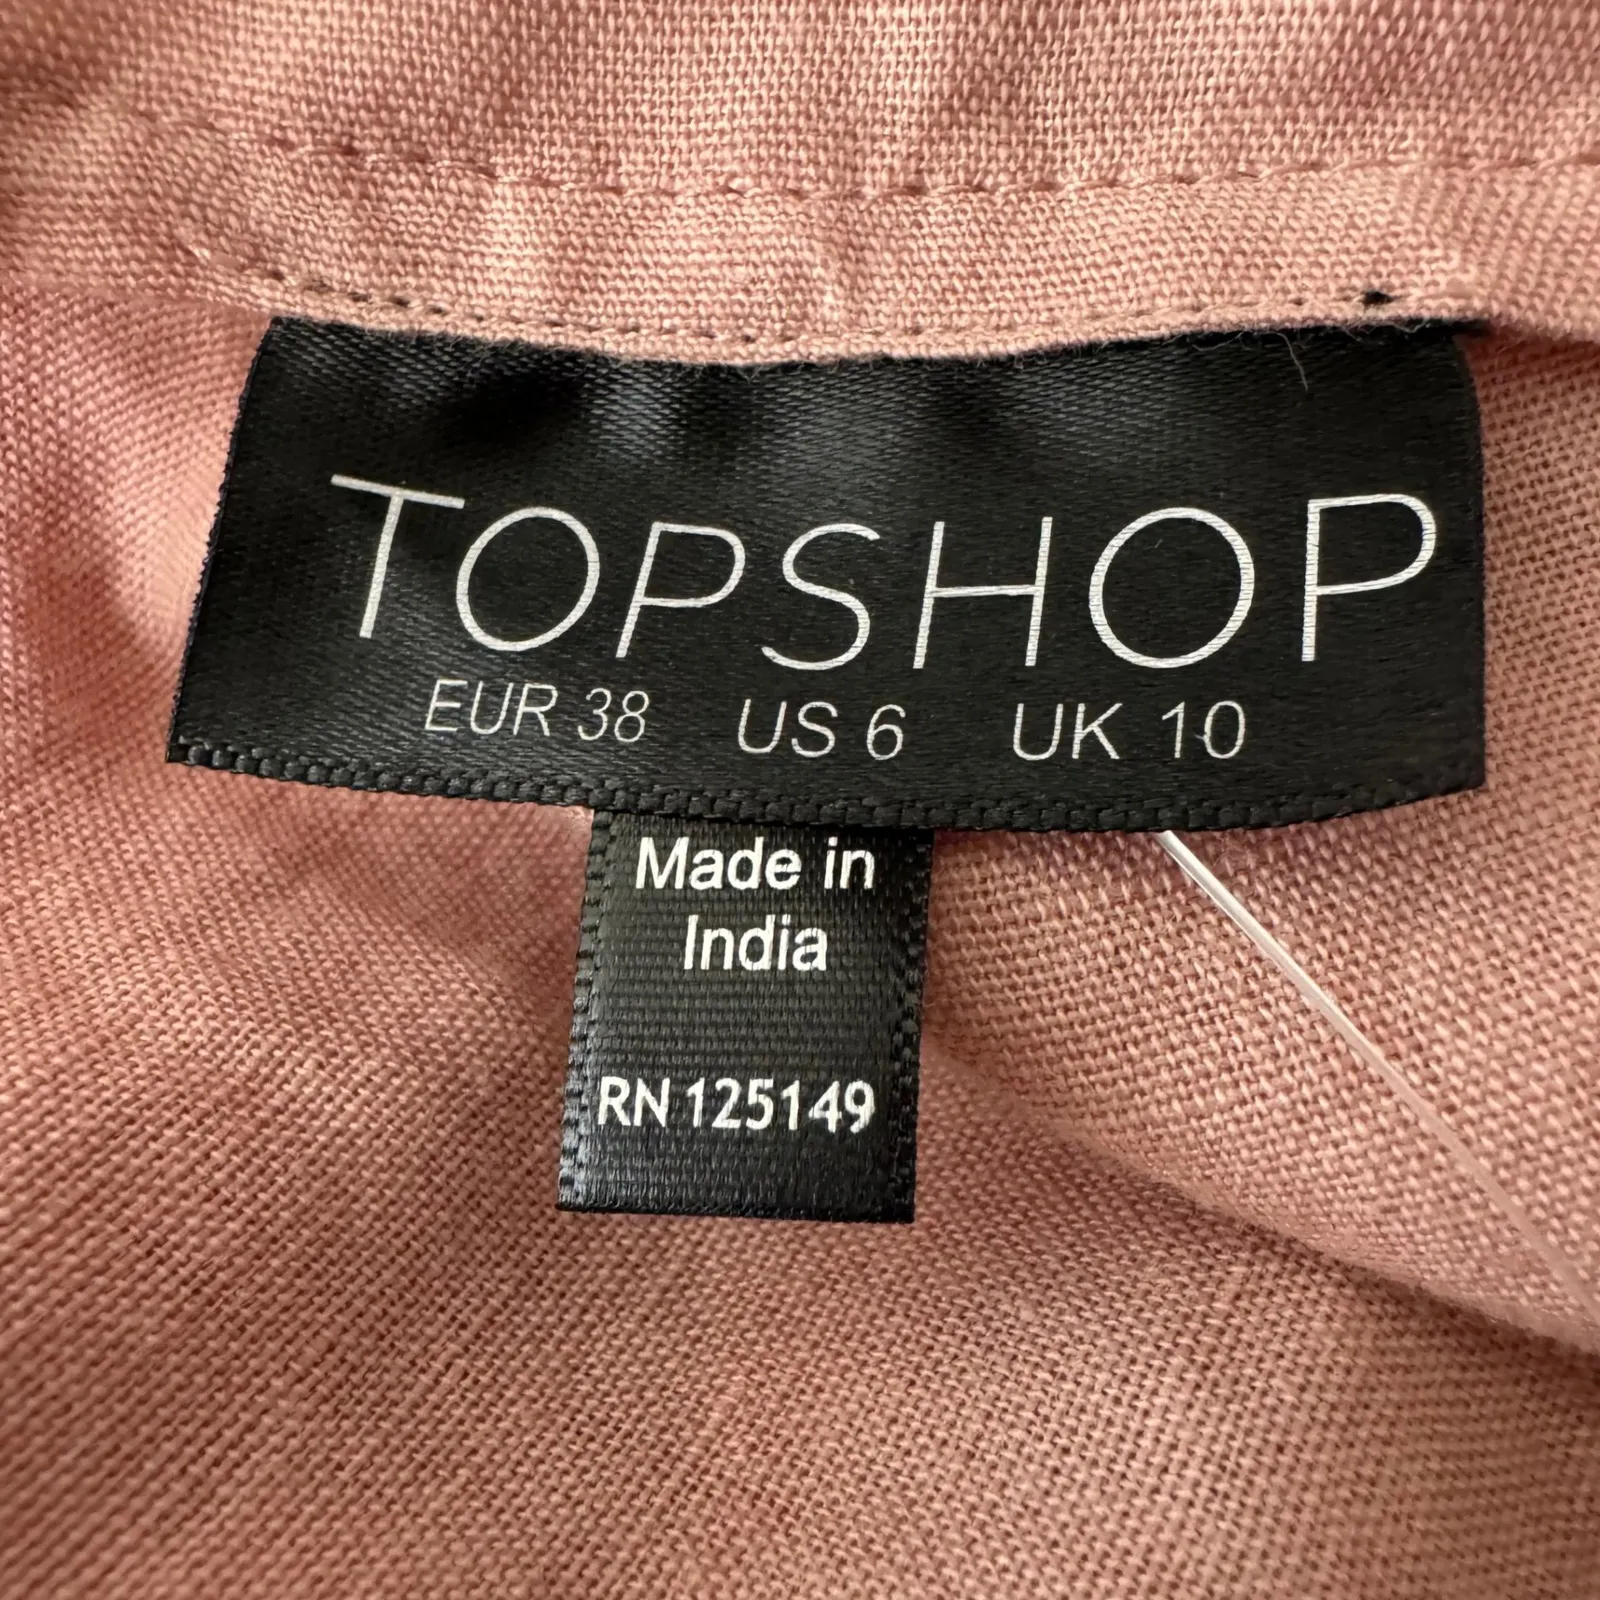 TOPSHOP
EUR 38 US 6 UK 10
Made in
India
RN 125149